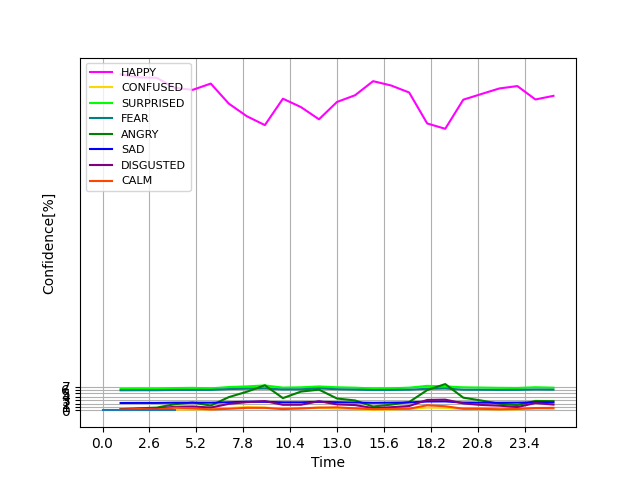 HAPPY
CONFUSED
SURPRISED
FEAR
ANGRY
SAD
DISGUSTED
CALM
Confidence[%]
0.0 2.6 5.2 7.8 10.4 13.0 15.6 18.2 20.8 23.4
Time